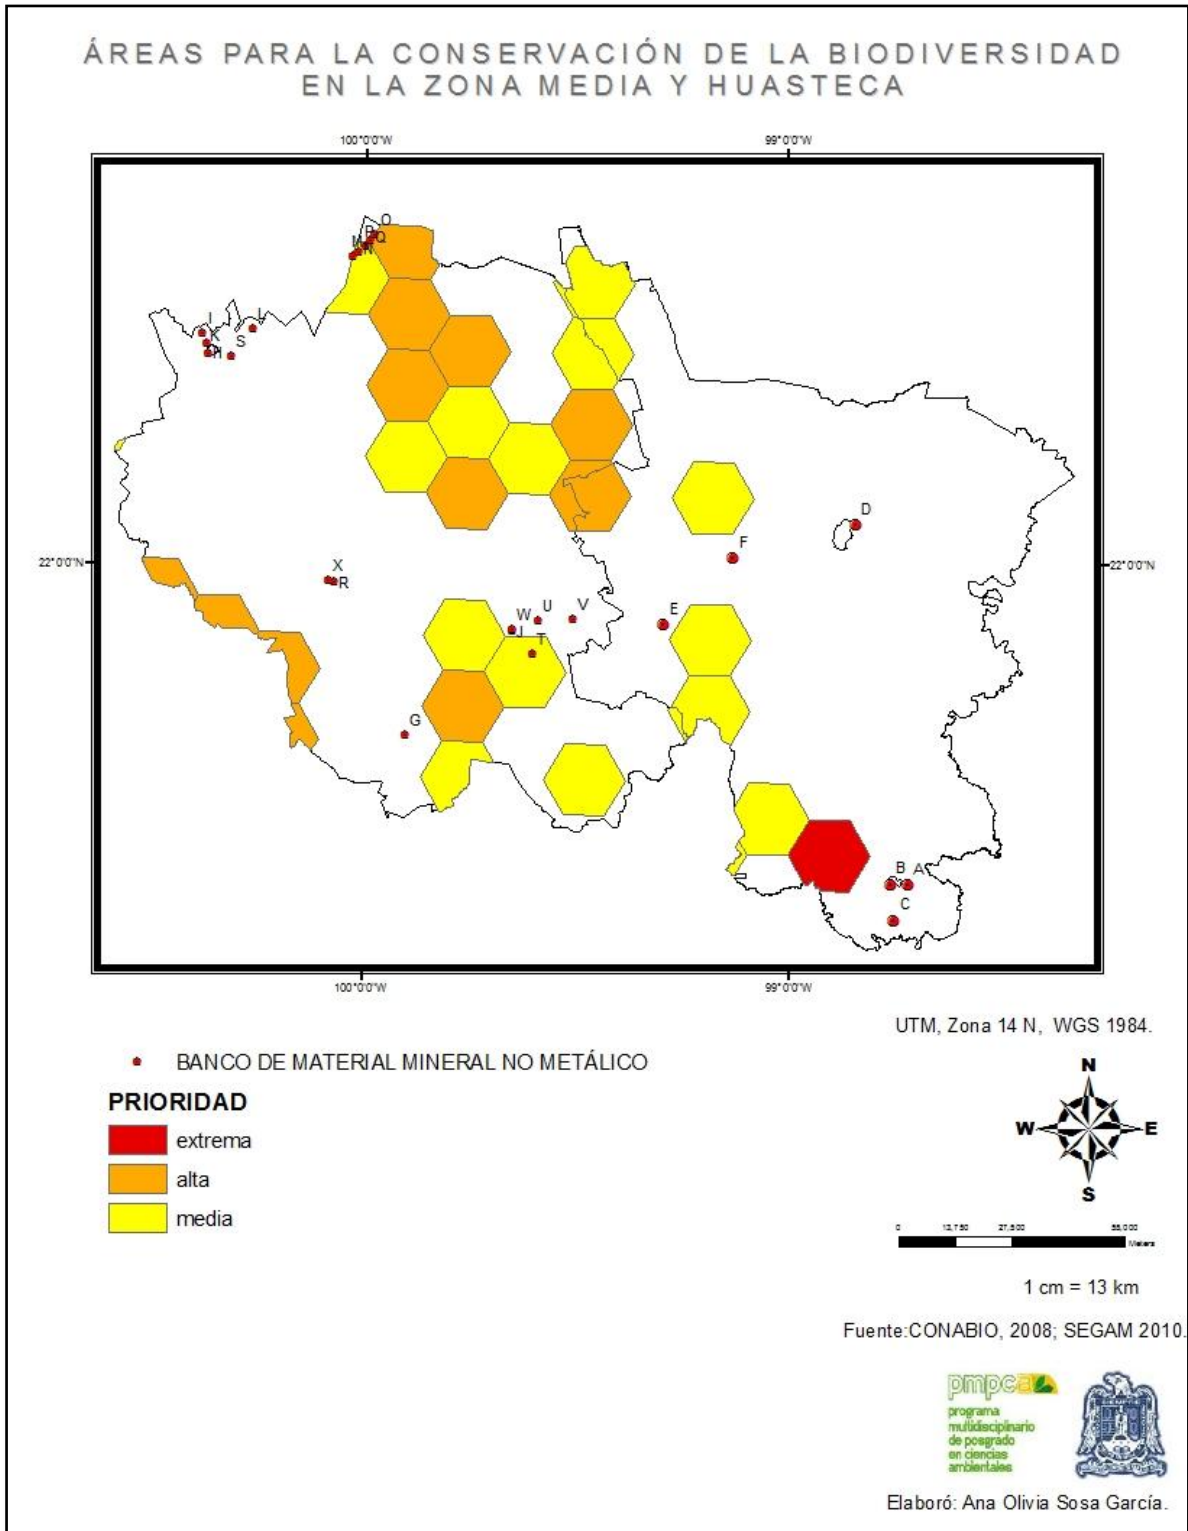 ÁREAS PARA LA CONSERVACIÓN DE LA BIODIVERSIDAD
EN LA ZONA MEDIA Y HUASTECA
100°0'0"W
99°0'0"W
O
P
Q
M
N
I
L
K
S
H
D
22°0'0"N
22°0'0"N
F
X
R
W
U
V
J
E
T
G
B
A
C
100°0'0"W
99°0'0"W
UTM, Zona 14 N, WGS 1984.
BANCO DE MATERIAL MINERAL NO METÁLICO
N
PRIORIDAD
W
E
extrema
alta
S
media
0 13,750 27,500 55,000
Meters
1 cm = 13 km
Fuente:CONABIO, 2008; SEGAM 2010.
pmpca
programa
multidisciplinario
de posgrado
en ciencias
ambientales
Elaboró: Ana Olivia Sosa García.